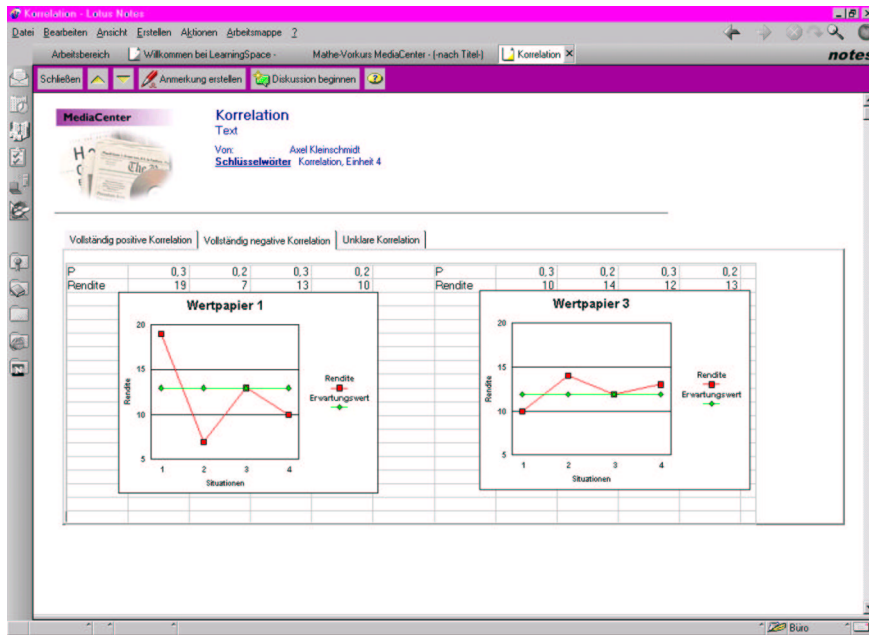 Korrelation - Lotus Notes
Datei Bearbeiten Ansicht Erstellen Aktionen Arbeitsmappe ?
Arbeitsbereich Willkommen bei LearningSpace - Mathe-Vorkurs MediaCenter - (-nach Titel-) Korrelation notes
Schließen Anmerkung erstellen Diskussion beginnen
MediaCenter
Korrelation
Text
Von: Axel Kleinschmidt
Schlüsselwörter Korrelation, Einheit 4
The
Vollständig positive Korrelation Vollständig negative Korrelation Unklare Korrelation
P 0,3 0,2 0,3 0,2 P 0,3 0,2 0,3 0,2
Rendite 19 7 13 10 Rendite 10 14 12 13
Wertpapier 1
20
15
10
5
Rendite
1 2 3 4
Situationen
Rendite
Erwartungswert
Wertpapier 3
20
15
10
5
Rendite
1 2 3 4
Situationen
Rendite
Erwartungswert
Büro